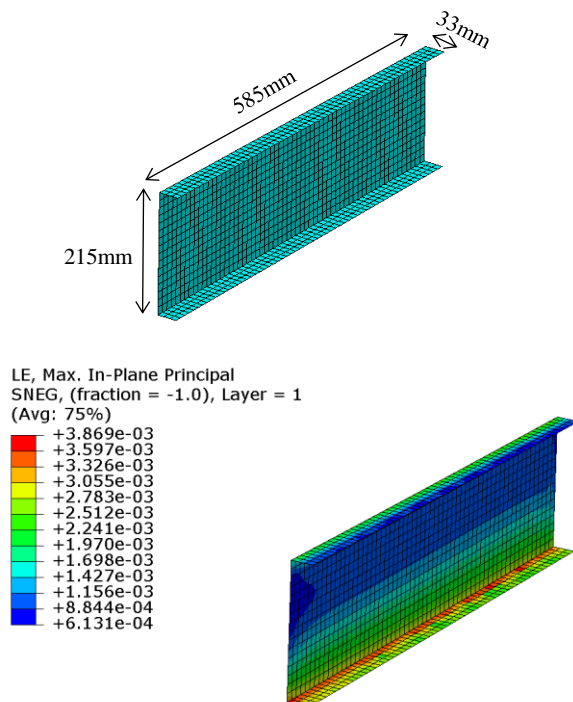 33mm
585mm
215mm
LE, Max. In-Plane Principal
SNEG, (fraction = -1.0), Layer = 1
(Avg: 75%)
+3.869e-03
+3.597e-03
+3.326e-03
+3.055e-03
+2.783e-03
+2.512e-03
+2.241e-03
+1.970e-03
+1.698e-03
+1.427e-03
+1.156e-03
+8.844e-04
+6.131e-04